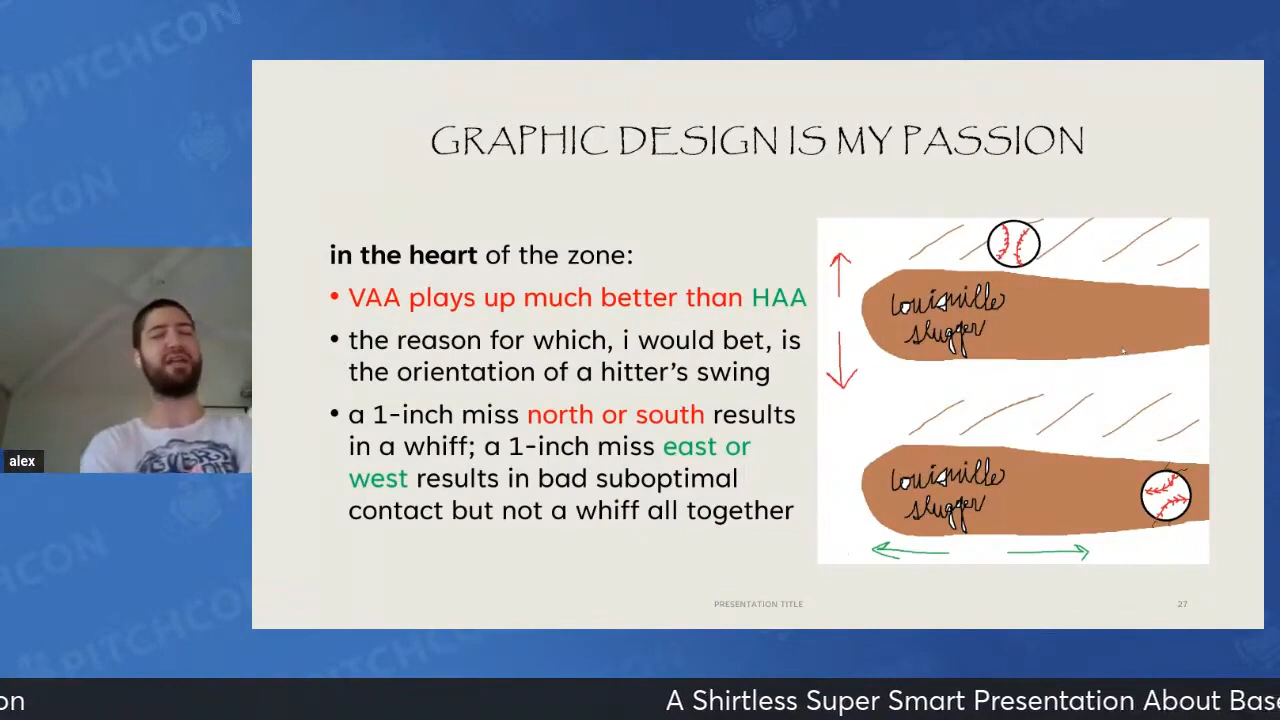 PITCHCON
GRAPHIC DESIGN IS MY PASSION
in the heart of the zone:
• VAA plays up much better than HAA
• the reason for which, i would bet, is
the orientation of a hitter's swing
• a 1-inch miss north or south results
in a whiff; a 1-inch miss east or
west results in bad suboptimal
contact but not a whiff all together
Louisville
slugger
Louisville
slugger
alex
PRESENTATION TITLE
27
PITCHCON
on
A Shirtless Super Smart Presentation About Base